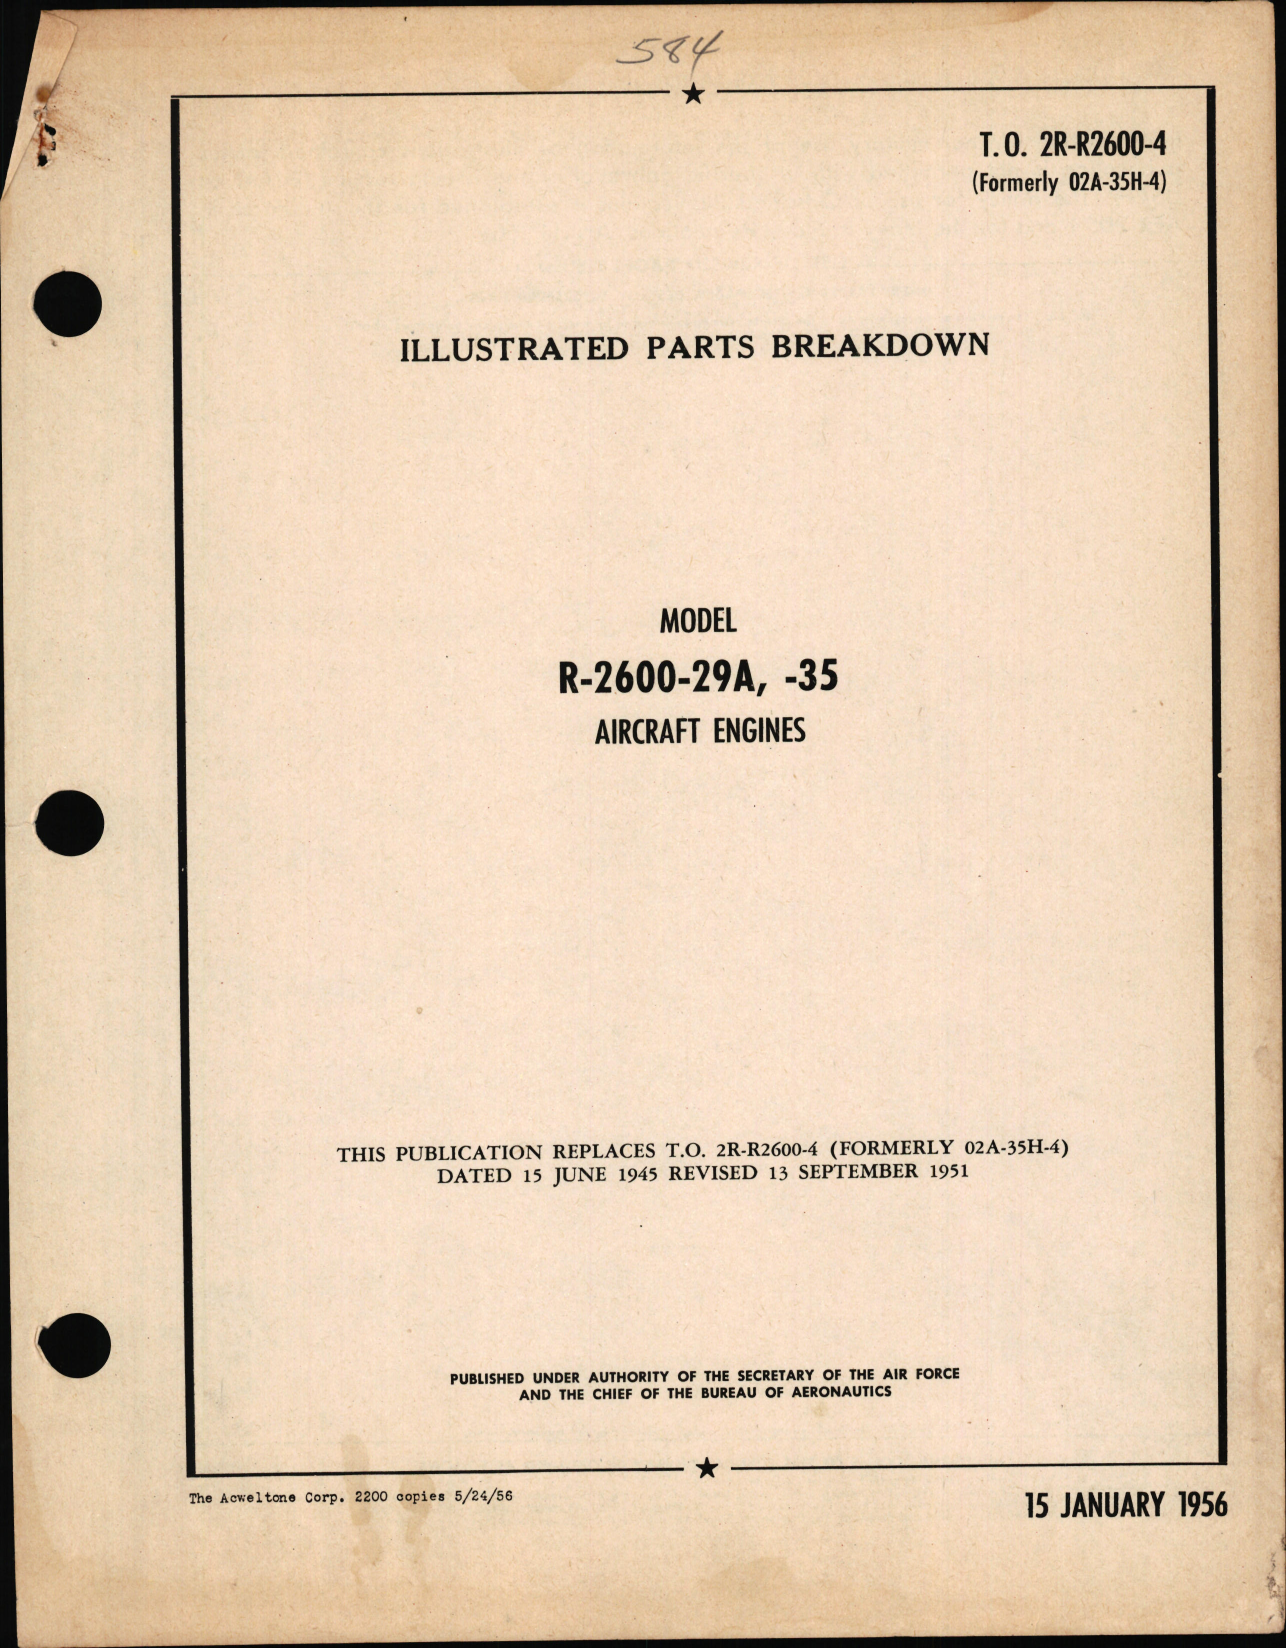 584
T. O. 2R-R2600-4
(Formerly 02A-35H-4)
ILLUSTRATED PARTS BREAKDOWN
MODEL
R-2600-29A, -35
AIRCRAFT ENGINES
THIS PUBLICATION REPLACES T.O. 2R-R2600-4 (FORMERLY 02A-35H-4)
DATED 15 JUNE 1945 REVISED 13 SEPTEMBER 1951
PUBLISHED UNDER AUTHORITY OF THE SECRETARY OF THE AIR FORCE
AND THE CHIEF OF THE BUREAU OF AERONAUTICS
The Acweltone Corp. 2200 copies 5/24/56
15 JANUARY 1956